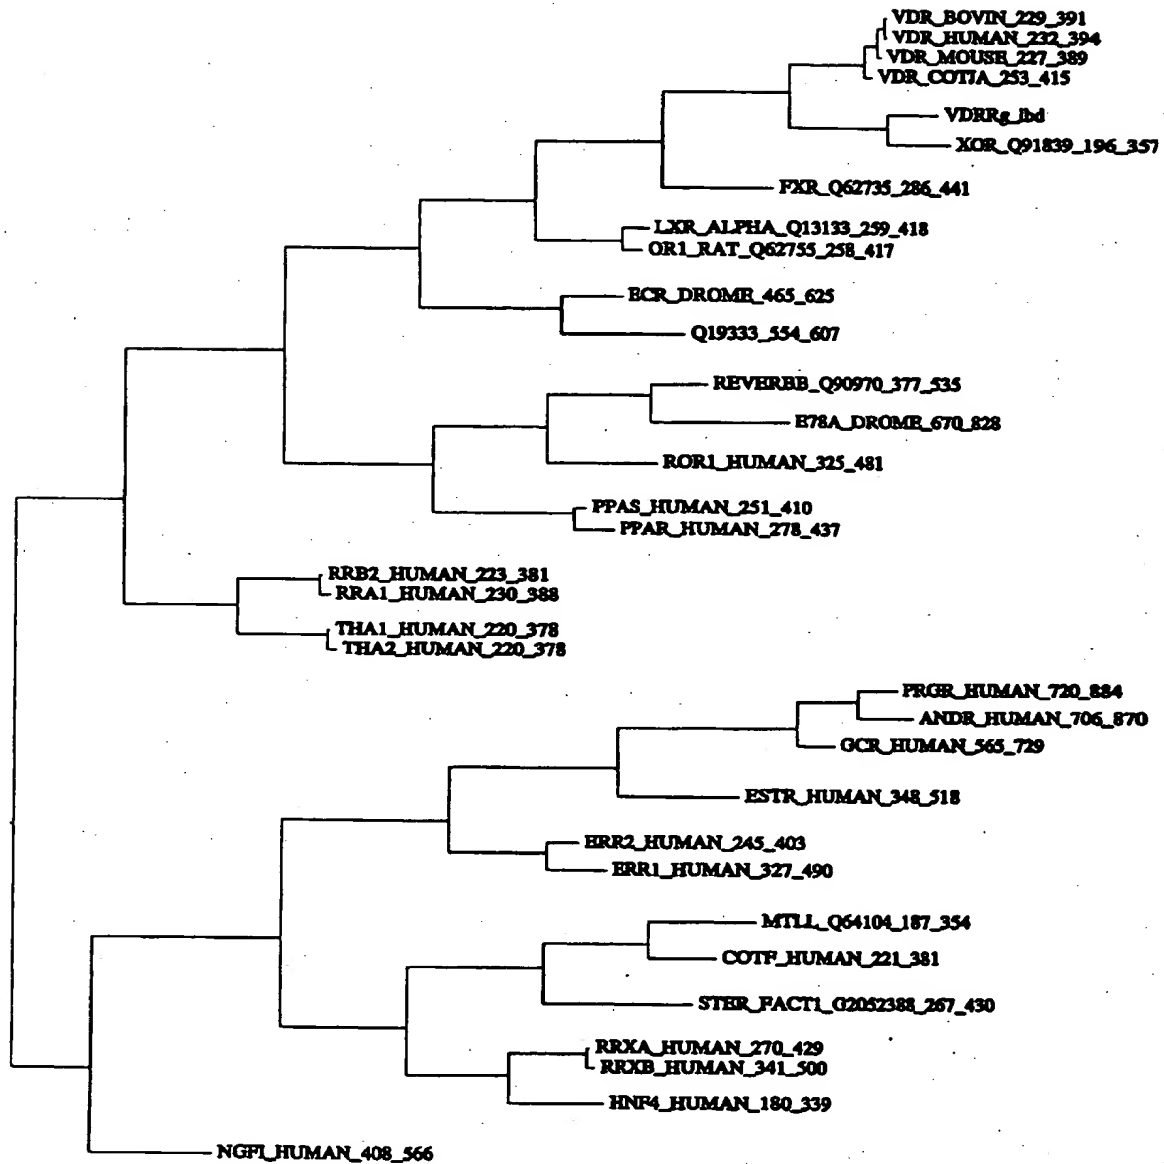 VDR_BOVIN_229_391
VDR_HUMAN_232_394
VDR_MOUSE_227_389
VDR_COTJA_253_415
VDRRg_lbd
XOR_Q91839_196_357
FXR_Q62735_286_441
LXR_ALPHA_Q13133_259_418
OR1_RAT_Q62755_258_417
ECR_DROME_465_625
Q19333_554_607
REVERBB_Q90970_377_535
E78A_DROME_670_828
ROR1_HUMAN_325_481
PPAS_HUMAN_251_410
PPAR_HUMAN_278_437
RRB2_HUMAN_223_381
RRA1_HUMAN_230_388
THA1_HUMAN_220_378
THA2_HUMAN_220_378
PRGR_HUMAN_720_884
ANDR_HUMAN_706_870
GCR_HUMAN_565_729
ESTR_HUMAN_348_518
ERR2_HUMAN_245_403
ERR1_HUMAN_327_490
MTLL_Q64104_187_354
COTF_HUMAN_221_381
STER_FACT1_G2052388_267_430
RRXA_HUMAN_270_429
RRXB_HUMAN_341_500
HNF4_HUMAN_180_339
NGFI_HUMAN_408_566